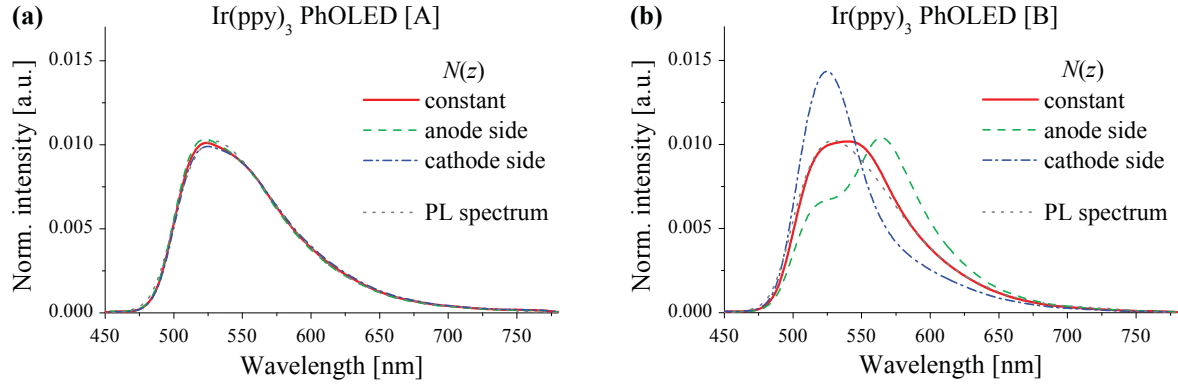 (a) Ir(ppy)3 PhOLED [A]
0.015
0.010
0.005
0.000
Norm. intensity [a.u.]
N(z)
constant
anode side
cathode side
PL spectrum
450 500 550 600 650 700 750
Wavelength [nm]
(b) Ir(ppy)3 PhOLED [B]
0.015
0.010
0.005
0.000
Norm. intensity [a.u.]
N(z)
constant
anode side
cathode side
PL spectrum
450 500 550 600 650 700 750
Wavelength [nm]